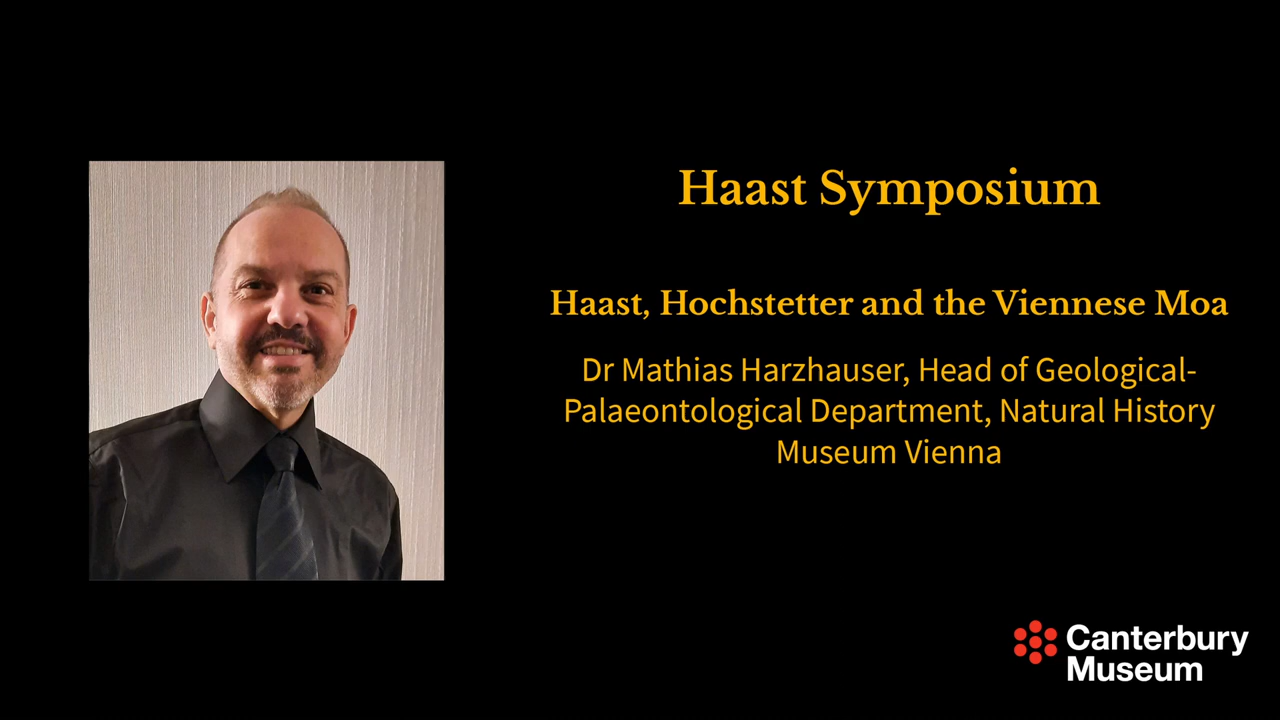 Haast Symposium
Haast, Hochstetter and the Viennese Moa
Dr Mathias Harzhauser, Head of Geological-
Palaeontological Department, Natural History
Museum Vienna
Canterbury
Museum